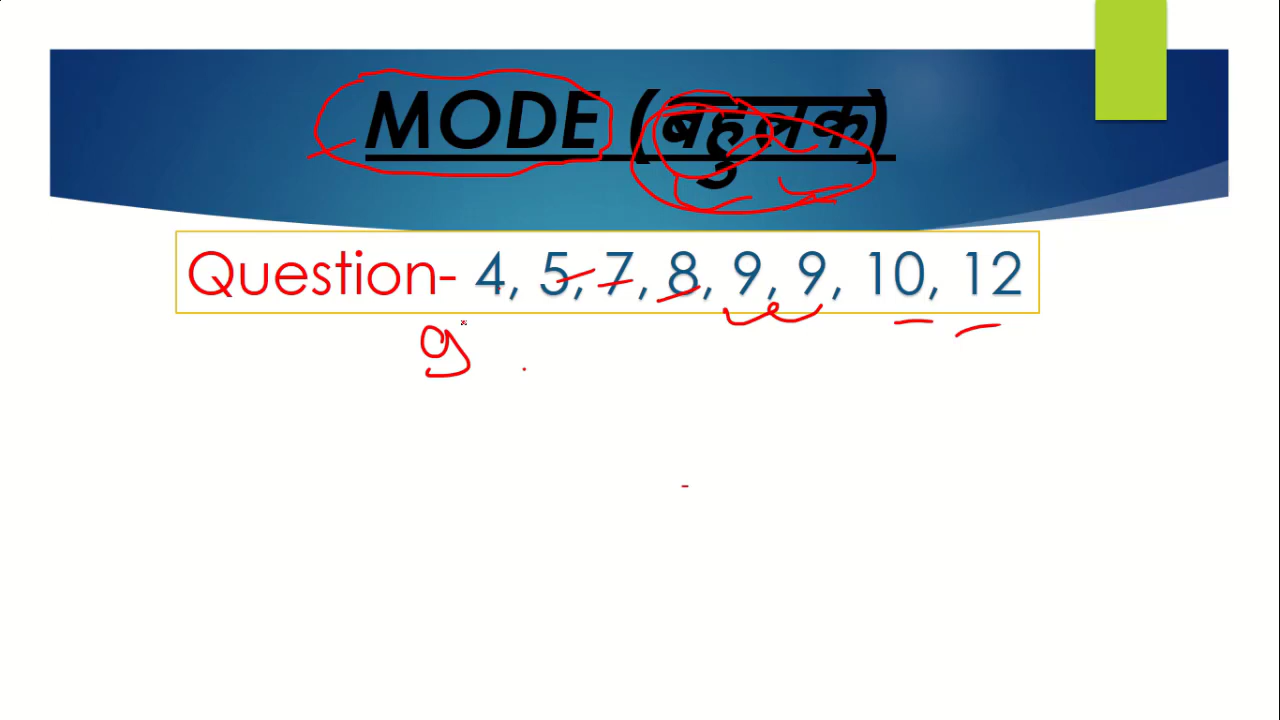 MODE (बहुलक)
Question- 4, 5, 7, 8, 9, 9, 10, 12
9